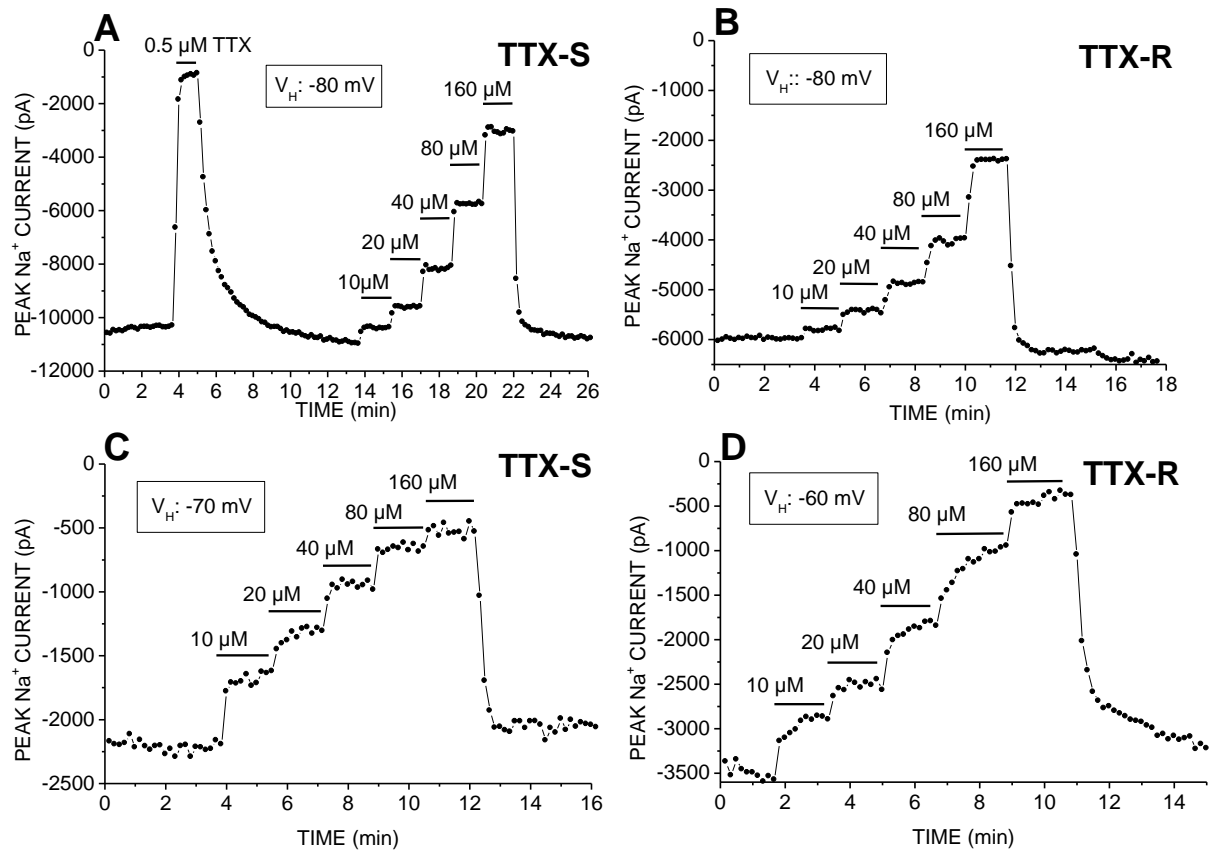 A
0.5 µM TTX
TTX-S
V_H: -80 mV
160 µM
80 µM
40 µM
20 µM
10µM
0
-2000
-4000
-6000
-8000
-10000
-12000
PEAK Na⁺ CURRENT (pA)
0 2 4 6 8 10 12 14 16 18 20 22 24 26
TIME (min)
B
TTX-R
V_H:: -80 mV
160 µM
80 µM
40 µM
20 µM
10 µM
0
-1000
-2000
-3000
-4000
-5000
-6000
PEAK Na⁺ CURRENT (pA)
0 2 4 6 8 10 12 14 16 18
TIME (min)
C
TTX-S
V_H: -70 mV
160 µM
80 µM
40 µM
20 µM
10 µM
0
-500
-1000
-1500
-2000
-2500
PEAK Na⁺ CURRENT (pA)
0 2 4 6 8 10 12 14 16
TIME (min)
D
TTX-R
V_H: -60 mV
160 µM
80 µM
40 µM
20 µM
10 µM
0
-500
-1000
-1500
-2000
-2500
-3000
-3500
PEAK Na⁺ CURRENT (pA)
0 2 4 6 8 10 12 14
TIME (min)